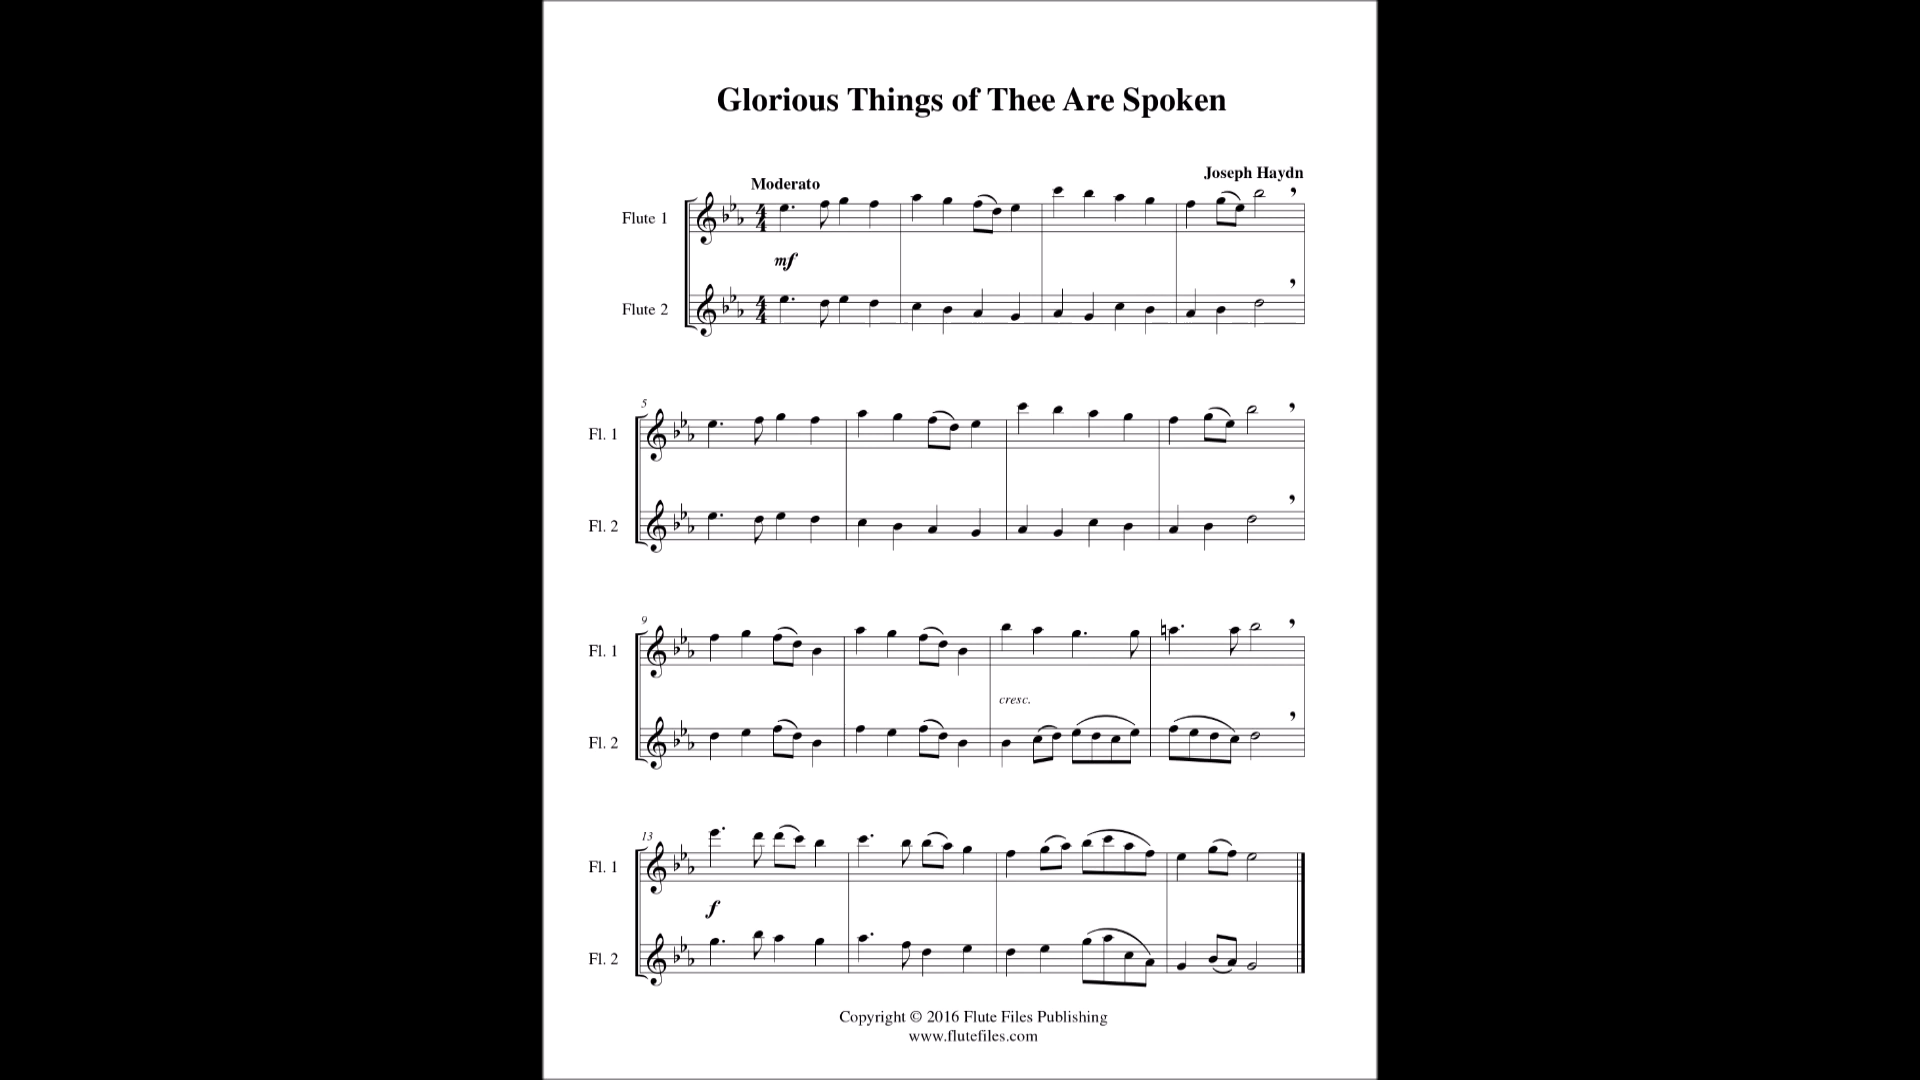 Glorious Things of Thee Are Spoken
Joseph Haydn
Moderato
Flute 1
mf
Flute 2
5
Fl. 1
Fl. 2
9
Fl. 1
cresc.
Fl. 2
13
Fl. 1
f
Fl. 2
Copyright © 2016 Flute Files Publishing
www.flutefiles.com